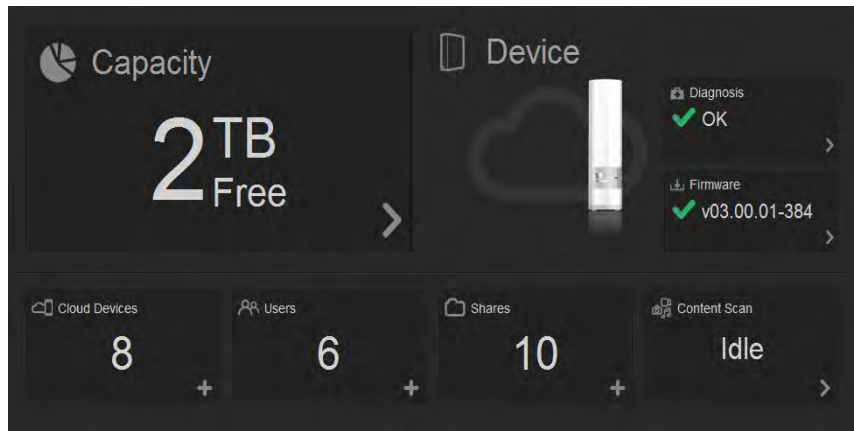 Capacity
2 TB
Free
Device
Diagnosis
OK
Firmware
v03.00.01-384
Cloud Devices
8
Users
6
Shares
10
Content Scan
Idle